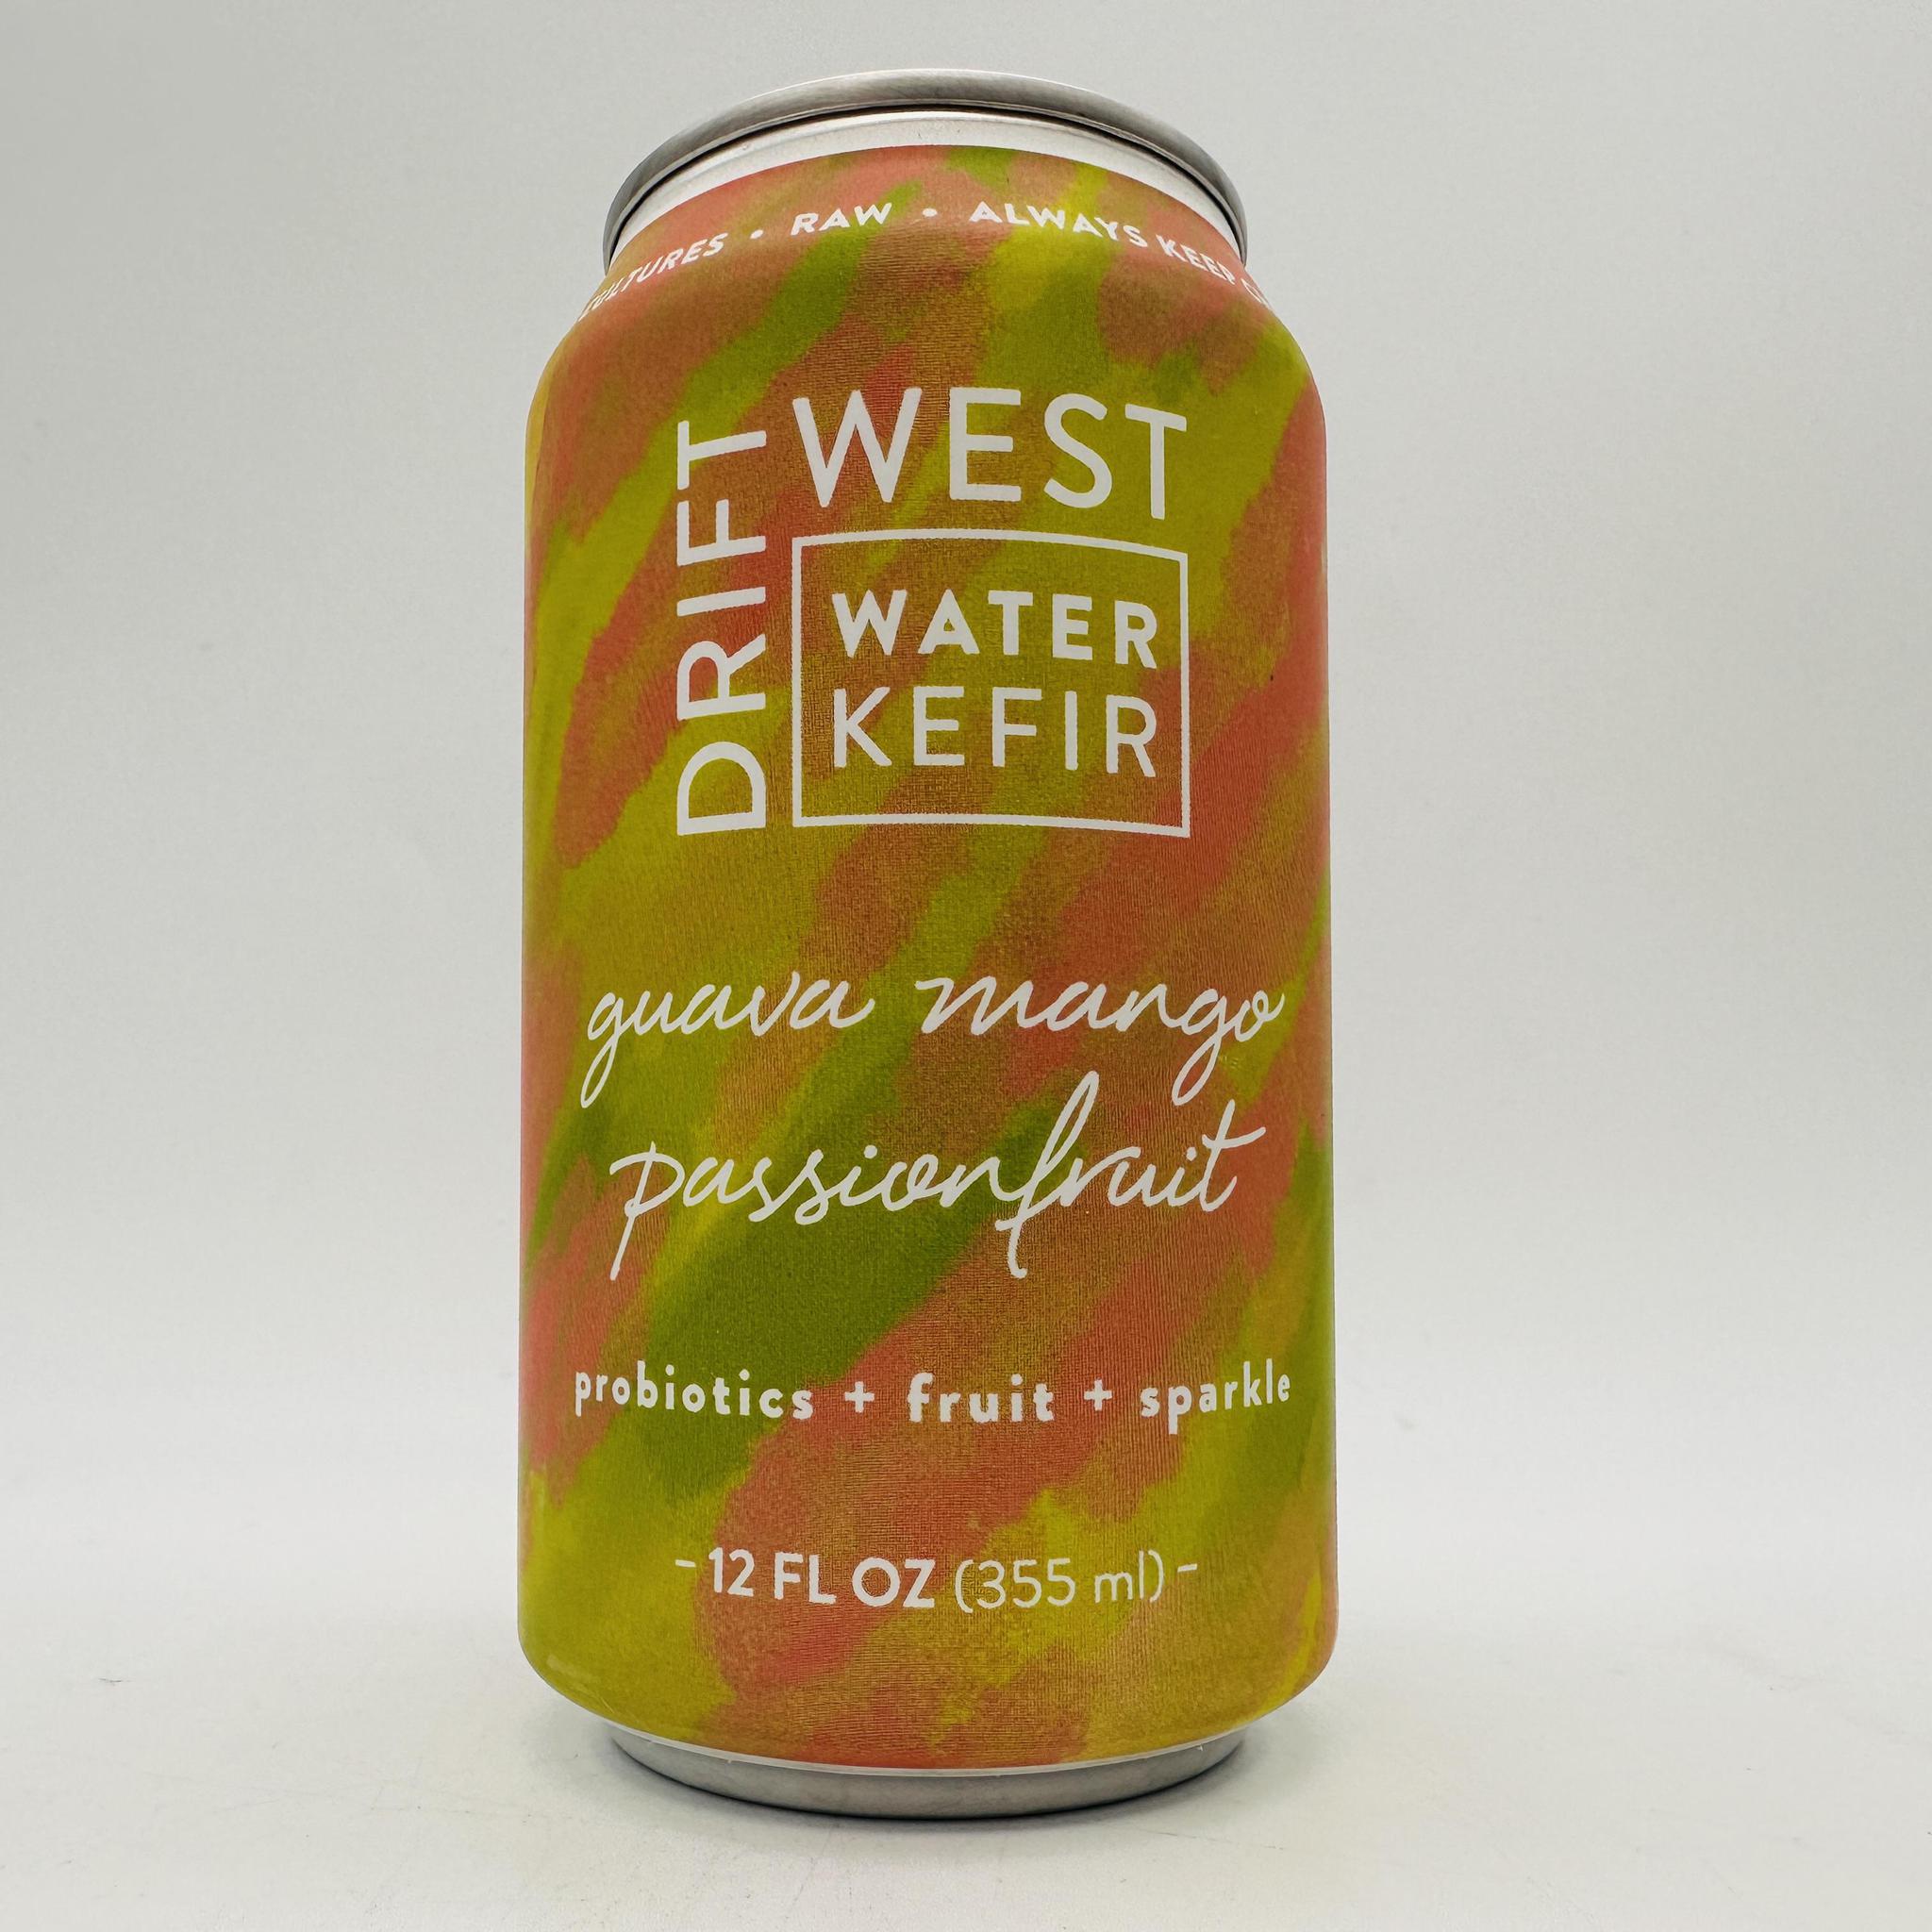 CULTURES • RAW • ALWAYS KEEP
DRIFT
WEST
WATER
KEFIR
guava mango
passionfruit
probiotics + fruit + sparkle
-12 FL OZ (355 ml)-